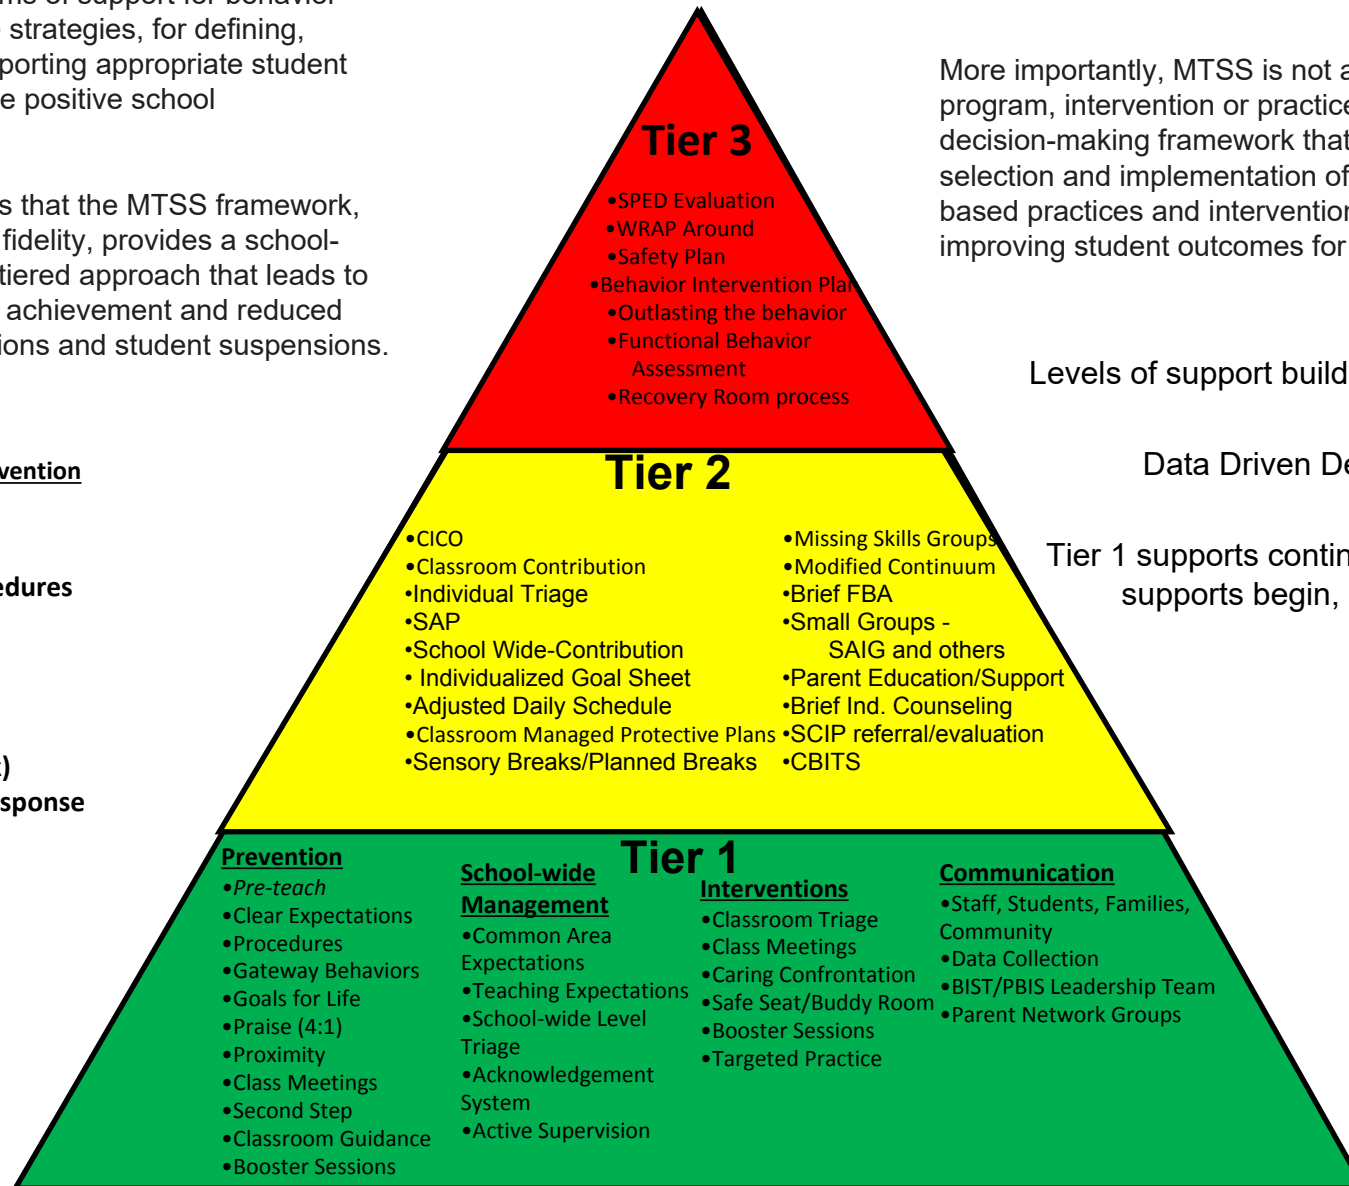 ms of support for behavior
e strategies, for defining,
porting appropriate student
e positive school
s that the MTSS framework,
fidelity, provides a school-
tiered approach that leads to
achievement and reduced
ions and student suspensions.
vention
edures
)
sponse
More importantly, MTSS is not a
program, intervention or practice
decision-making framework that
selection and implementation of
based practices and intervention
improving student outcomes for
Levels of support build
Data Driven De
Tier 1 supports contin
supports begin,
Tier 3
•SPED Evaluation
•WRAP Around
•Safety Plan
•Behavior Intervention Plan
•Outlasting the behavior
•Functional Behavior
Assessment
•Recovery Room process
Tier 2
•CICO
•Classroom Contribution
•Individual Triage
•SAP
•School Wide-Contribution
• Individualized Goal Sheet
•Adjusted Daily Schedule
•Classroom Managed Protective Plans
•Sensory Breaks/Planned Breaks
•Missing Skills Groups
•Modified Continuum
•Brief FBA
•Small Groups -
SAIG and others
•Parent Education/Support
•Brief Ind. Counseling
•SCIP referral/evaluation
•CBITS
Tier 1
Prevention
•Pre-teach
•Clear Expectations
•Procedures
•Gateway Behaviors
•Goals for Life
•Praise (4:1)
•Proximity
•Class Meetings
•Second Step
•Classroom Guidance
•Booster Sessions
School-wide
Management
•Common Area
Expectations
•Teaching Expectations
•School-wide Level
Triage
•Acknowledgement
System
•Active Supervision
Interventions
•Classroom Triage
•Class Meetings
•Caring Confrontation
•Safe Seat/Buddy Room
•Booster Sessions
•Targeted Practice
Communication
•Staff, Students, Families,
Community
•Data Collection
•BIST/PBIS Leadership Team
•Parent Network Groups